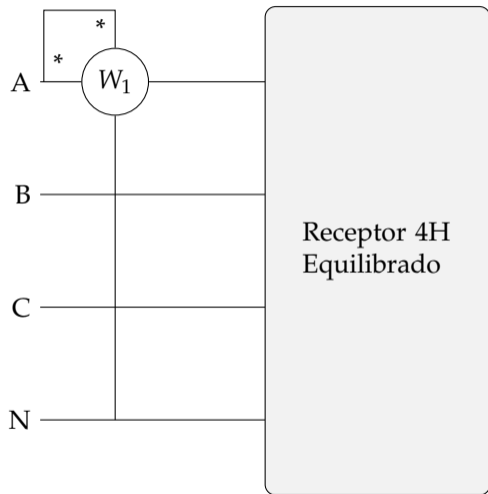 *
*
A
W₁
B
Receptor 4H
Equilibrado
C
N